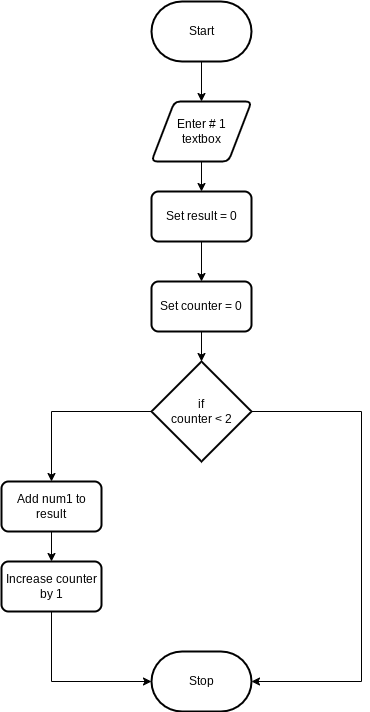 Start
Enter # 1
textbox
Set result = 0
Set counter = 0
if
counter < 2
Add num1 to
result
Increase counter
by 1
Stop